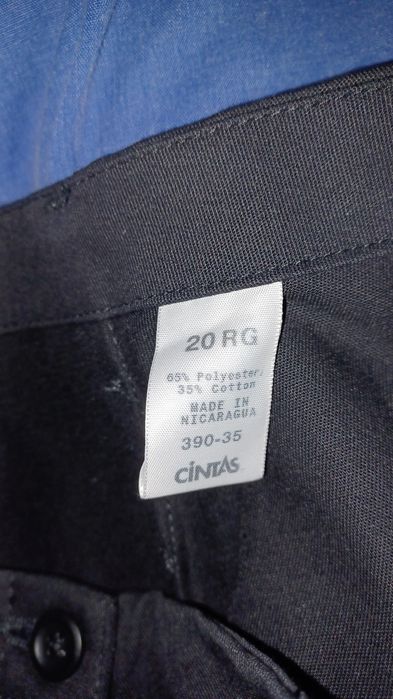 20 RG
65% Polyester,
35% Cotton
MADE IN
NICARAGUA
390-35
CiNTAS